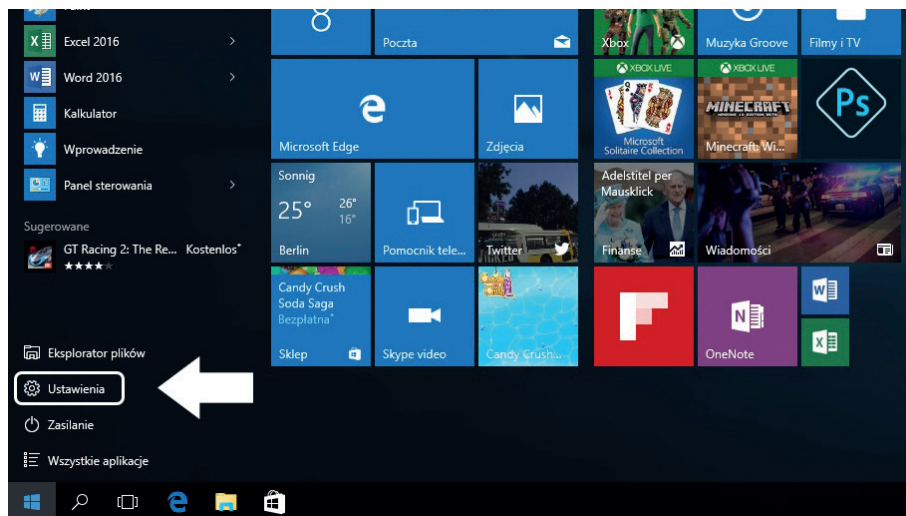 Excel 2016
Word 2016
Kalkulator
Wprowadzenie
Panel sterowania
Sugerowane
GT Racing 2: The Re... Kostenlos*
Eksplorator plików
Ustawienia
Zasilanie
Wszystkie aplikacje
8
Poczta
Microsoft Edge
Zdjęcia
Sonnig
25° 26°
16°
Berlin
Pomocnik tele...
Twitter
Candy Crush
Soda Saga
Bezpłatna*
Sklep
Skype video
Candy Crush...
Xbox
Muzyka Groove
Filmy i TV
XBOX LIVE
Microsoft
Solitaire Collection
XBOX LIVE
MINECRAFT
Minecraft: Wi...
Ps
Adelstitel per
Mausklick
Finanse
Wiadomości
OneNote